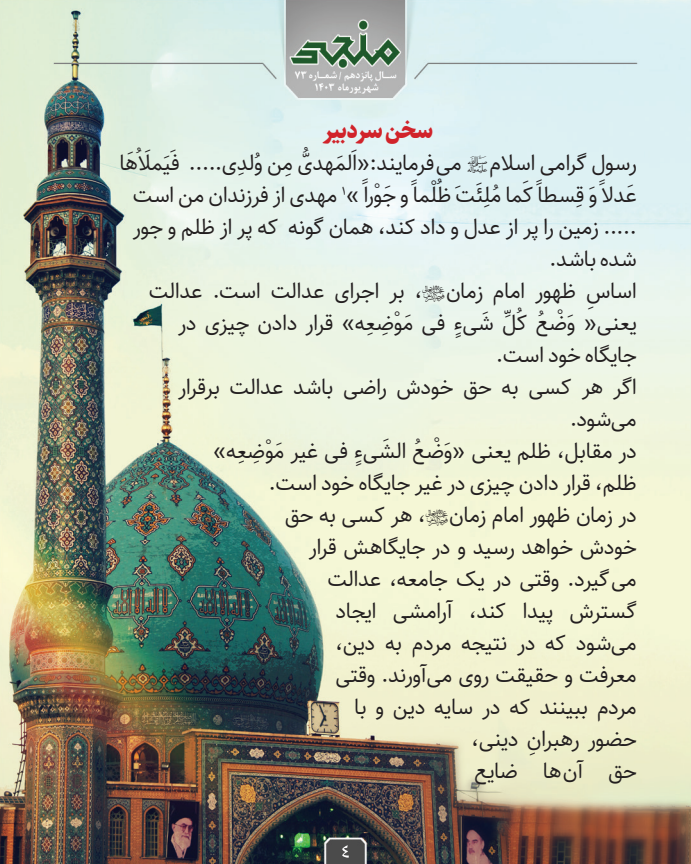 منجی
سال پانزدهم / شماره ۷۳
شهریورماه ۱۴۰۳
سخن سردبیر
رسول گرامی اسلامﷺ می‌فرمایند:«اَلمَهدیُّ مِن وُلدِی..... فَیَملَاُهَا
عَدلاً وَ قِسطاً کَما مُلِئَتَ ظُلْماً و جَوْراً »۱ مهدی از فرزندان من است
..... زمین را پر از عدل و داد کند، همان گونه که پر از ظلم و جور
شده باشد.
اساسِ ظهور امام زمان، بر اجرای عدالت است. عدالت
یعنی« وَضْعُ کُلِّ شَیءٍ فی مَوْضِعِه» قرار دادن چیزی در
جایگاه خود است.
اگر هر کسی به حق خودش راضی باشد عدالت برقرار
می‌شود.
در مقابل، ظلم یعنی «وَضْعُ الشَیءٍ فی غیر مَوْضِعِه»
ظلم، قرار دادن چیزی در غیر جایگاه خود است.
در زمان ظهور امام زمان، هر کسی به حق
خودش خواهد رسید و در جایگاهش قرار
می‌گیرد. وقتی در یک جامعه، عدالت
گسترش پیدا کند، آرامشی ایجاد
می‌شود که در نتیجه مردم به دین،
معرفت و حقیقت روی می‌آورند. وقتی
مردم ببینند که در سایه دین و با
حضور رهبرانِ دینی،
حق آن‌ها ضایع
٤